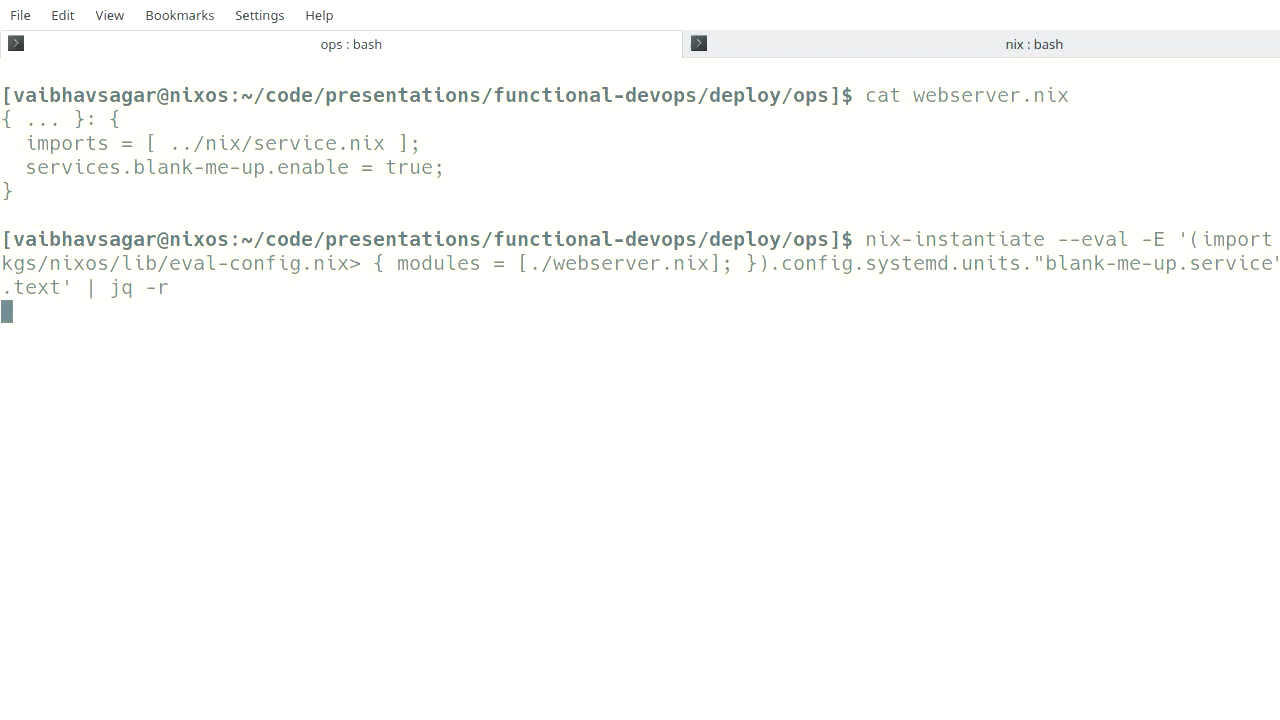 File Edit View Bookmarks Settings Help
ops : bash nix : bash
[vaibhavsagar@nixos:~/code/presentations/functional-devops/deploy/ops]$ cat webserver.nix
{ ... }: {
  imports = [ ../nix/service.nix ];
  services.blank-me-up.enable = true;
}
[vaibhavsagar@nixos:~/code/presentations/functional-devops/deploy/ops]$ nix-instantiate --eval -E '(import
kgs/nixos/lib/eval-config.nix> { modules = [./webserver.nix]; }).config.systemd.units."blank-me-up.service"
.text' | jq -r